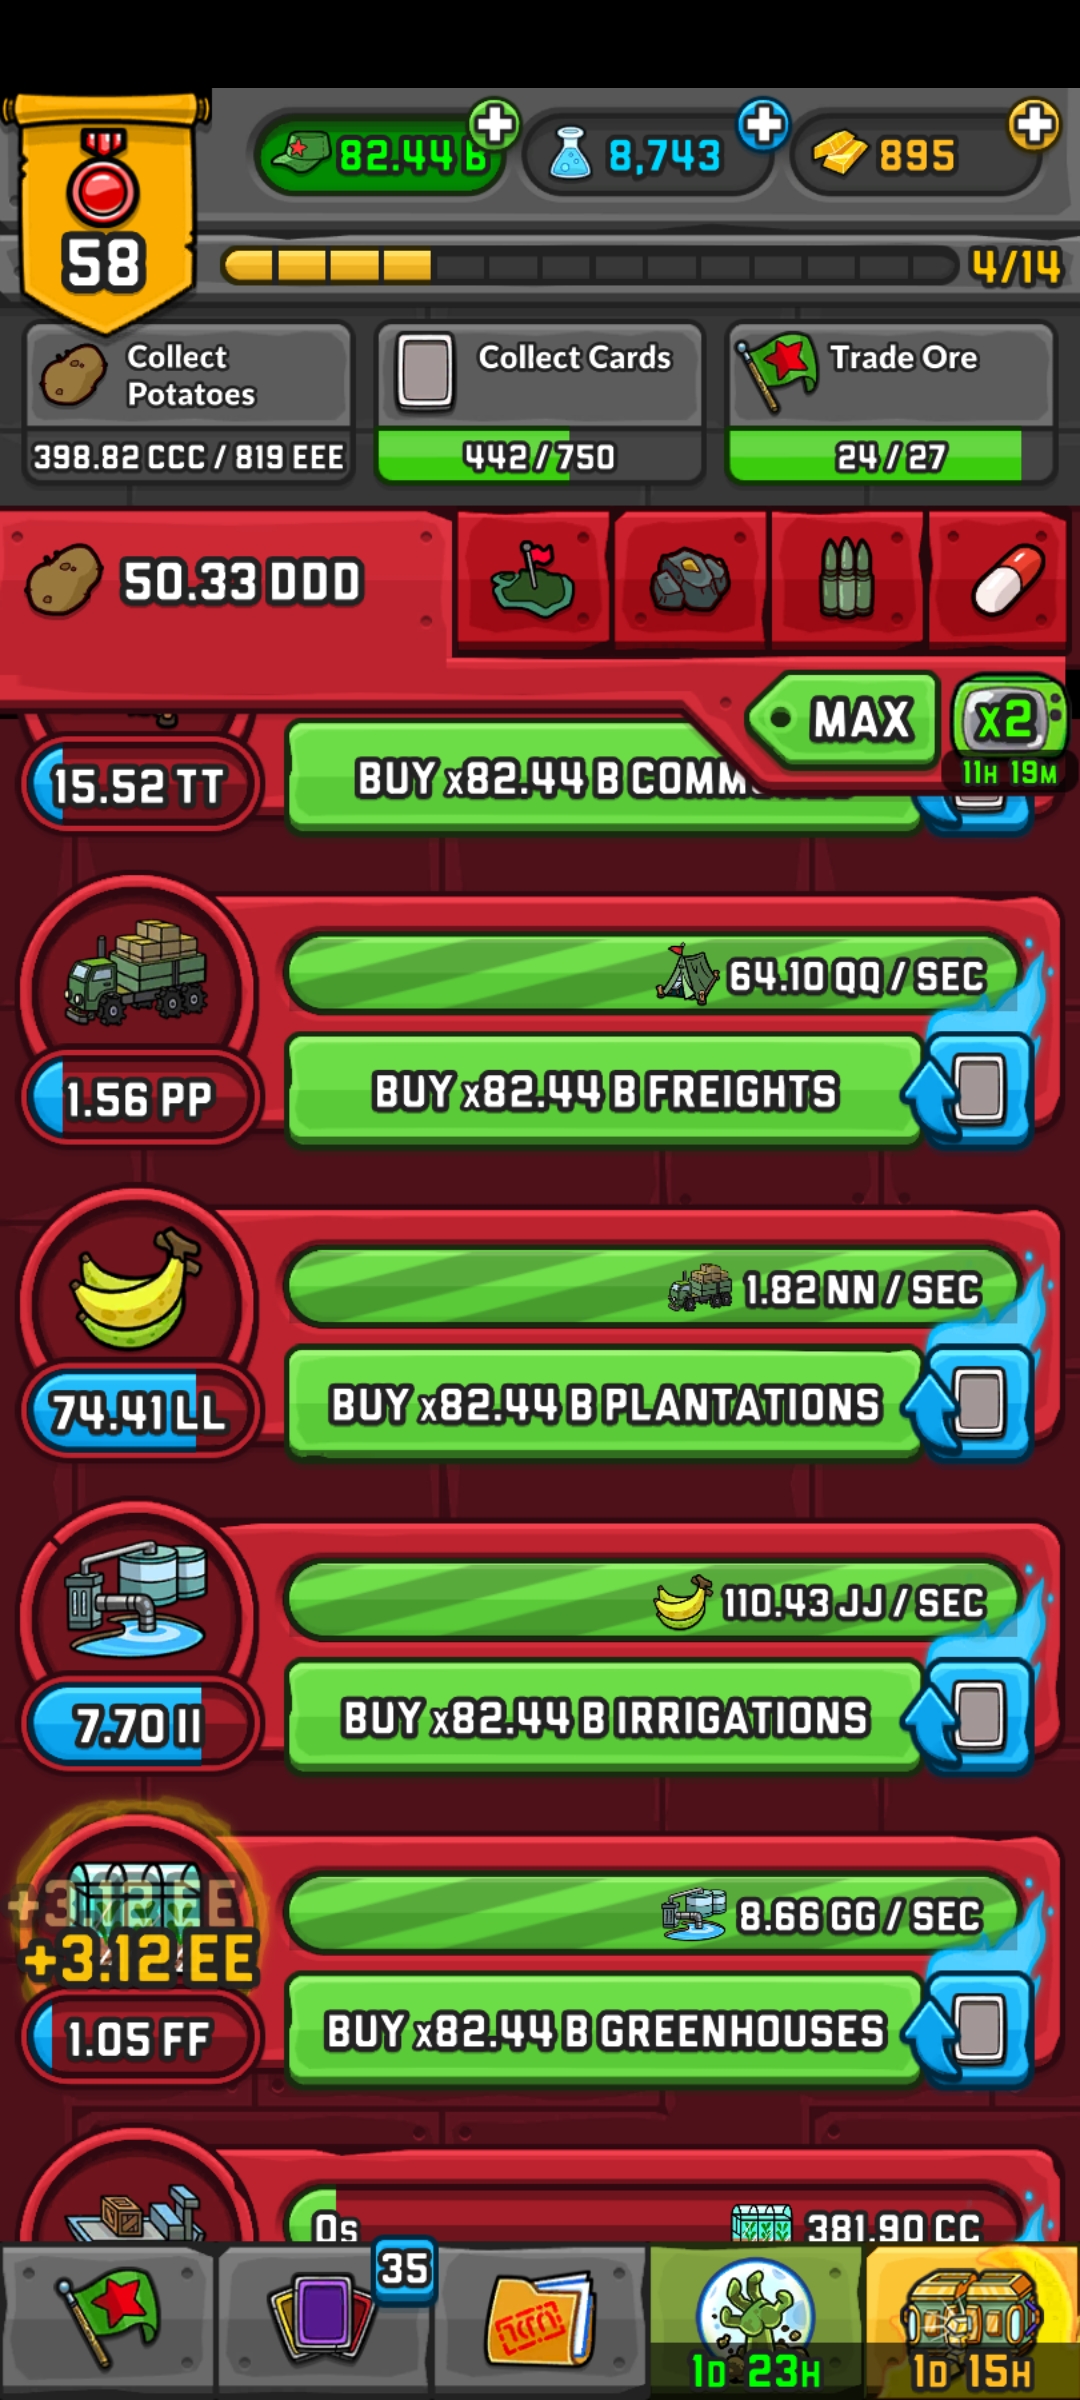 82.44 B
8,743
895
58
4/14
Collect Potatoes
398.82 CCC / 819 EEE
Collect Cards
442 / 750
Trade Ore
24 / 27
50.33 DDD
MAX
x2
11H 19M
15.52 TT
BUY x82.44 B
64.10 QQ / SEC
1.56 PP
BUY x82.44 B FREIGHTS
1.82 NN / SEC
74.41 LL
BUY x82.44 B PLANTATIONS
110.43 JJ / SEC
7.70 II
BUY x82.44 B IRRIGATIONS
+3.12 EE
+3.12 EE
8.66 GG / SEC
1.05 FF
BUY x82.44 B GREENHOUSES
0s
381.90 CC
35
1D 23H
1D 15H